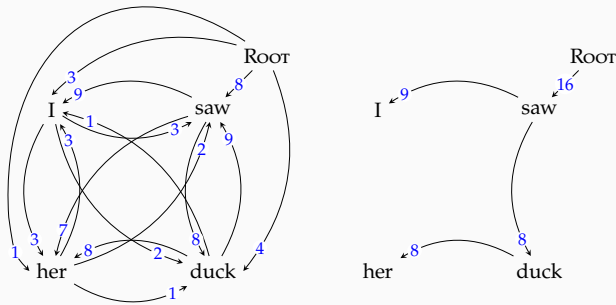 ROOT ROOT
3 9 8 9 16
I saw I saw
1 3
3 2 9
7
3 8 8
8 2 4 8
1 her duck her duck
1